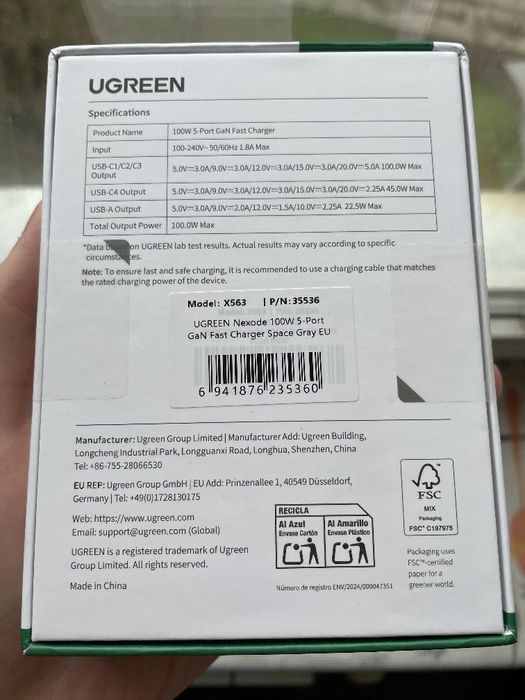 UGREEN
Specifications
Product Name 100W 5-Port GaN Fast Charger
Input 100-240V~ 50/60Hz 1.8A Max
USB-C1/C2/C3 Output 5.0V⎓3.0A/9.0V⎓3.0A/12.0V⎓3.0A/15.0V⎓3.0A/20.0V⎓5.0A 100.0W Max
USB-C4 Output 5.0V⎓3.0A/9.0V⎓3.0A/12.0V⎓3.0A/15.0V⎓3.0A/20.0V⎓2.25A 45.0W Max
USB-A Output 5.0V⎓3.0A/9.0V⎓2.0A/12.0V⎓1.5A/10.0V⎓2.25A 22.5W Max
Total Output Power 100.0W Max
*Data on UGREEN lab test results. Actual results may vary according to specific
circumstances.
Note: To ensure fast and safe charging, it is recommended to use a charging cable that matches
the rated charging power of the device.
Model: X563 | P/N: 35536
UGREEN Nexode 100W 5-Port
GaN Fast Charger Space Gray EU
6 941876 235360
Manufacturer: Ugreen Group Limited | Manufacturer Add: Ugreen Building,
Longcheng Industrial Park, Longguanxi Road, Longhua, Shenzhen, China
Tel: +86-755-28066530
EU REP: Ugreen Group GmbH | EU Add: Prinzenallee 1, 40549 Düsseldorf,
Germany | Tel: +49(0)1728130175
Web: https://www.ugreen.com
Email: support@ugreen.com (Global)
UGREEN is a registered trademark of Ugreen
Group Limited. All rights reserved.
Made in China
RECICLA
Al Azul
Envase Cartón
Al Amarillo
Envase Plástico
Número de registro ENV/2024/000047351
FSC
MIX
Packaging
FSC™ C197975
Packaging uses
FSC™-certified
paper for a
greener world.